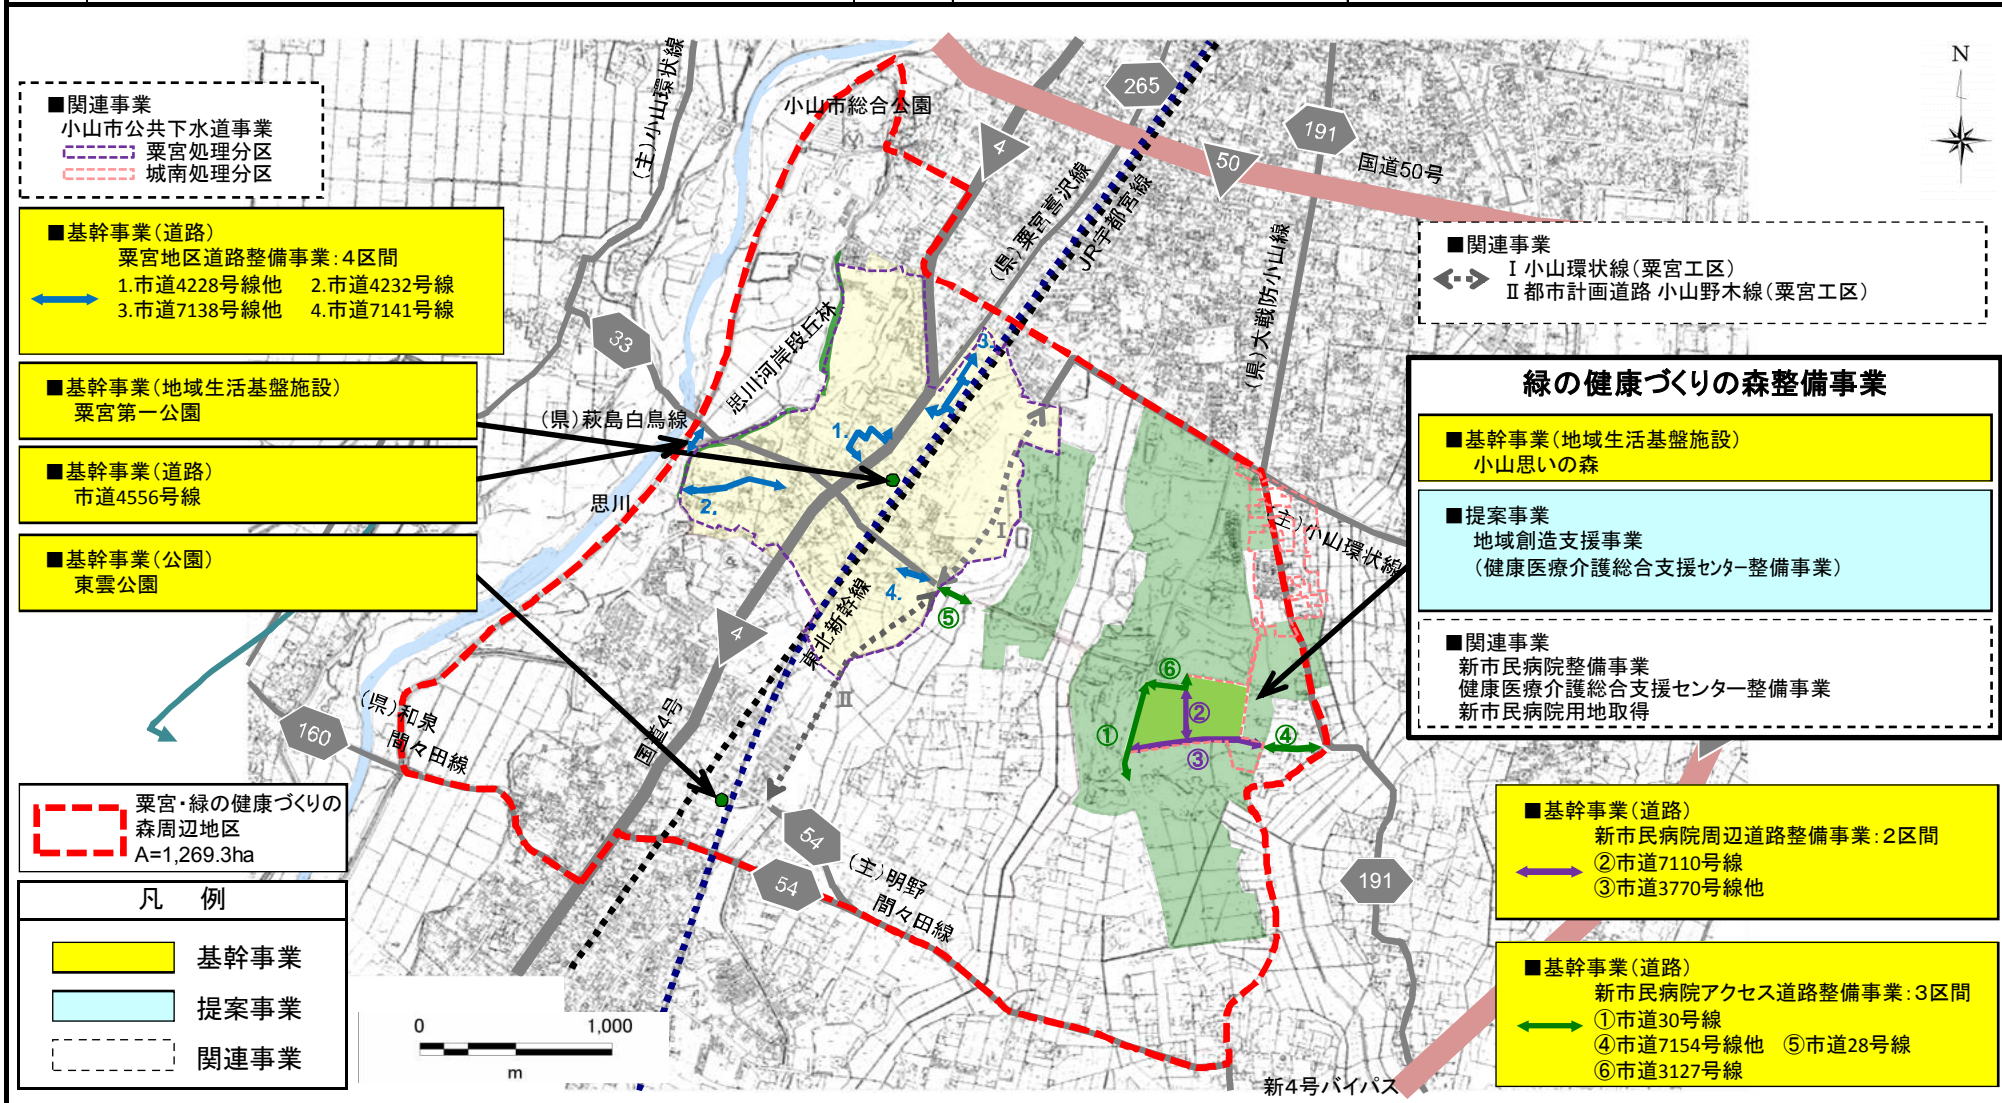 ■関連事業
小山市公共下水道事業
粟宮処理分区
城南処理分区
■基幹事業(道路)
粟宮地区道路整備事業:4区間
1.市道4228号線他 2.市道4232号線
3.市道7138号線他 4.市道7141号線
■基幹事業(地域生活基盤施設)
粟宮第一公園
■基幹事業(道路)
市道4556号線
■基幹事業(公園)
東雲公園
粟宮・緑の健康づくりの
森周辺地区
A=1,269.3ha
凡 例
基幹事業
提案事業
関連事業
0 1,000
m
(主)小山環状線
小山市総合公園
4
265
191
50
国道50号
(県)粟宮喜沢線
JR宇都宮線
(県)大戦防小山線
33
思川河岸段丘林
(県)萩島白鳥線
思川
1.
2.
3.
4.
I
II
⑤
4
東北新幹線
国道4号
160
(県)和泉
間々田線
54
54
(主)明野
間々田線
(主)小山環状線
⑥
②
①
③
④
191
新4号バイパス
N
■関連事業
Ⅰ 小山環状線(粟宮工区)
Ⅱ 都市計画道路 小山野木線(粟宮工区)
緑の健康づくりの森整備事業
■基幹事業(地域生活基盤施設)
小山思いの森
■提案事業
地域創造支援事業
(健康医療介護総合支援センター整備事業)
■関連事業
新市民病院整備事業
健康医療介護総合支援センター整備事業
新市民病院用地取得
■基幹事業(道路)
新市民病院周辺道路整備事業:2区間
②市道7110号線
③市道3770号線他
■基幹事業(道路)
新市民病院アクセス道路整備事業:3区間
①市道30号線
④市道7154号線他 ⑤市道28号線
⑥市道3127号線